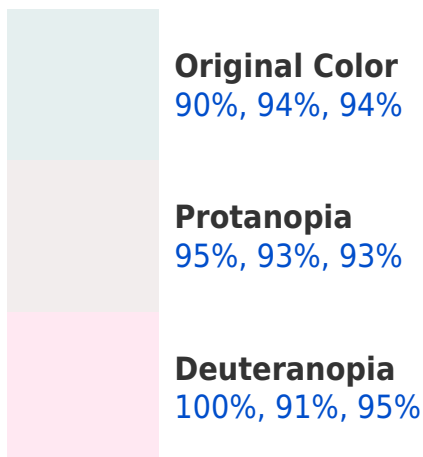 Original Color
90%, 94%, 94%
Protanopia
95%, 93%, 93%
Deuteranopia
100%, 91%, 95%